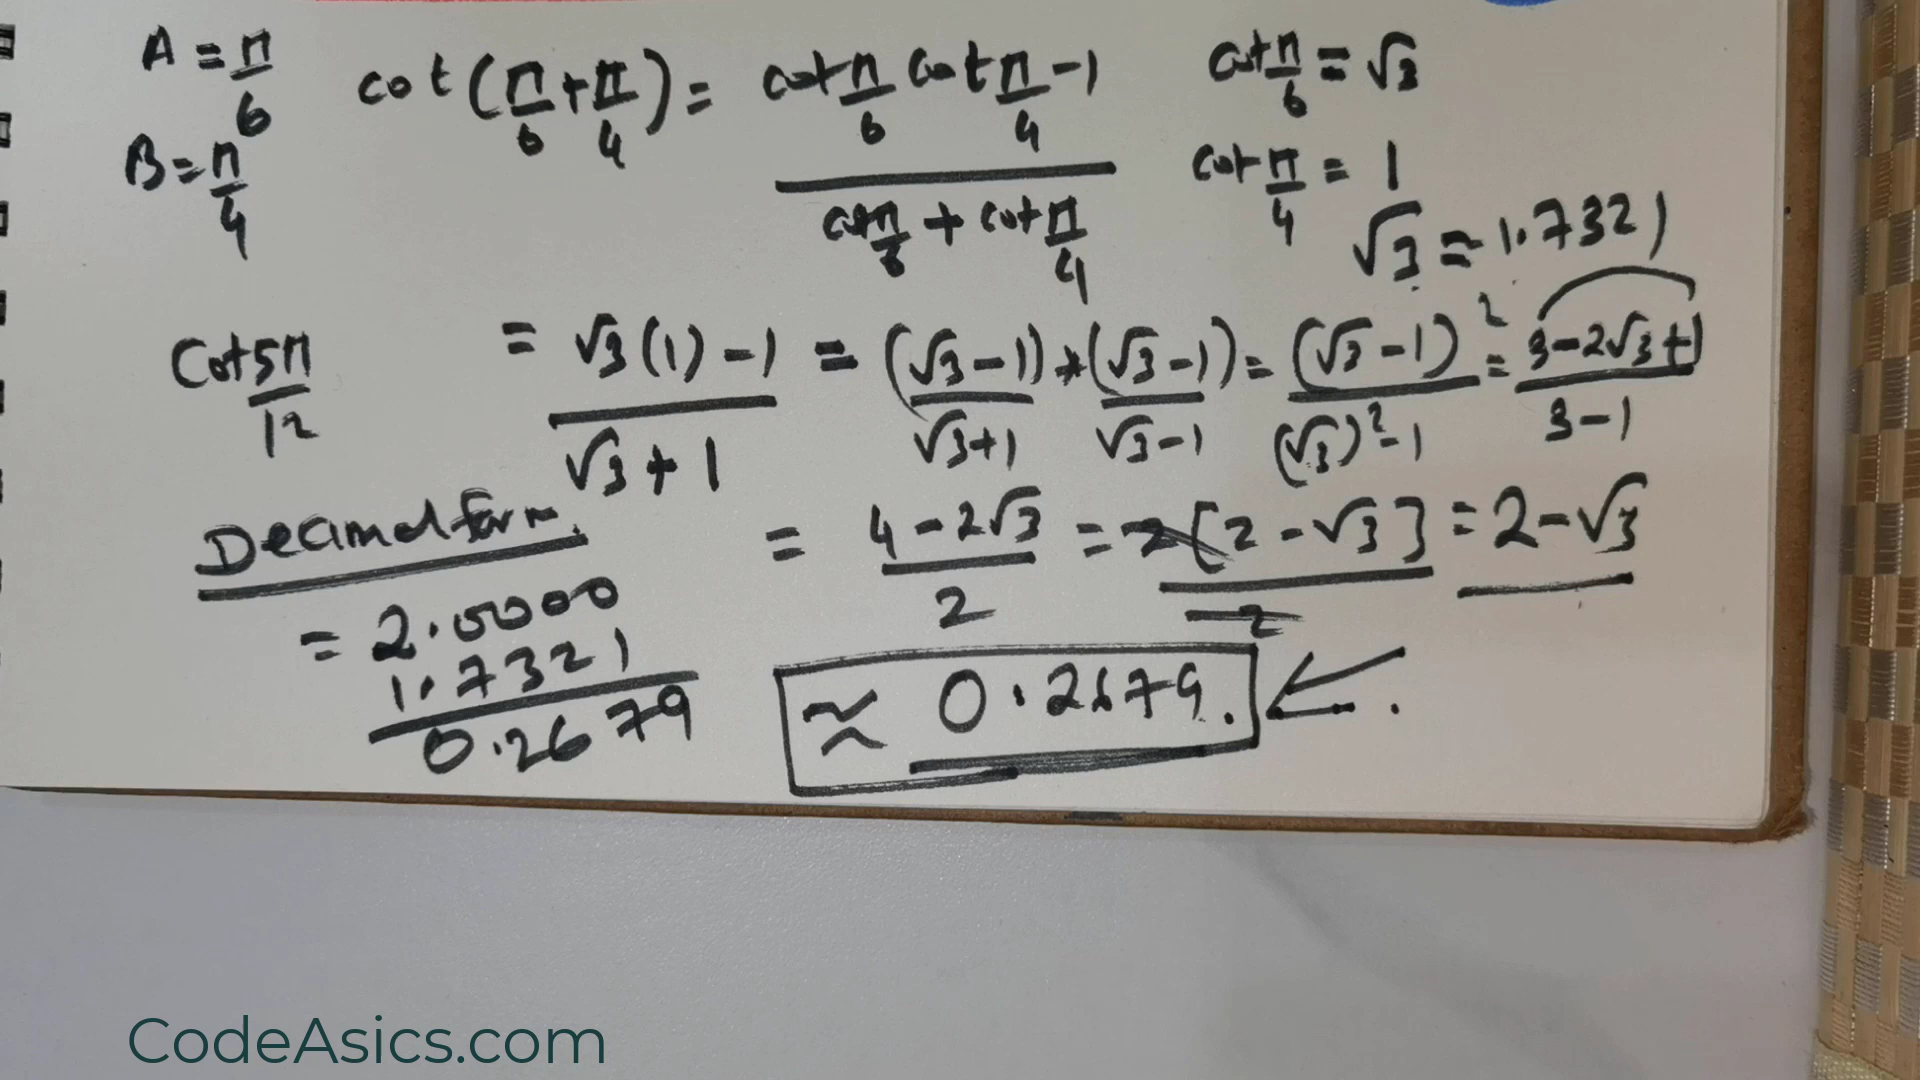 A = π/6
cot(π/6 + π/4) = cot π/6 cot π/4 - 1 / cot π/6 + cot π/4
cot π/6 = √3
B = π/4
cot π/4 = 1
√3 = 1.7321
Cot 5π/12
= √3(1) - 1 / √3 + 1 = (√3 - 1) / √3 + 1 * (√3 - 1) / √3 - 1 = (√3 - 1)² / (√3)² - 1 = 3 - 2√3 + 1 / 3 - 1
= 4 - 2√3 / 2 = 2[2 - √3] / 2 = 2 - √3
Decimal form.
= 2.0000
1.7321
0.2679
≈ 0.2679.
CodeAsics.com